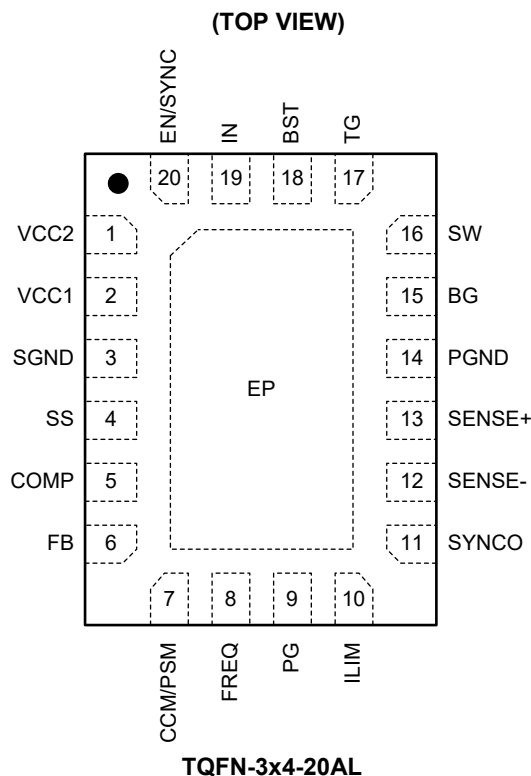 (TOP VIEW)
EN/SYNC
IN
BST
TG
20
19
18
17
VCC2
1
16
SW
VCC1
2
15
BG
SGND
3
14
PGND
EP
SS
4
13
SENSE+
COMP
5
12
SENSE-
FB
6
11
SYNCO
7
8
9
10
CCM/PSM
FREQ
PG
ILIM
TQFN-3x4-20AL